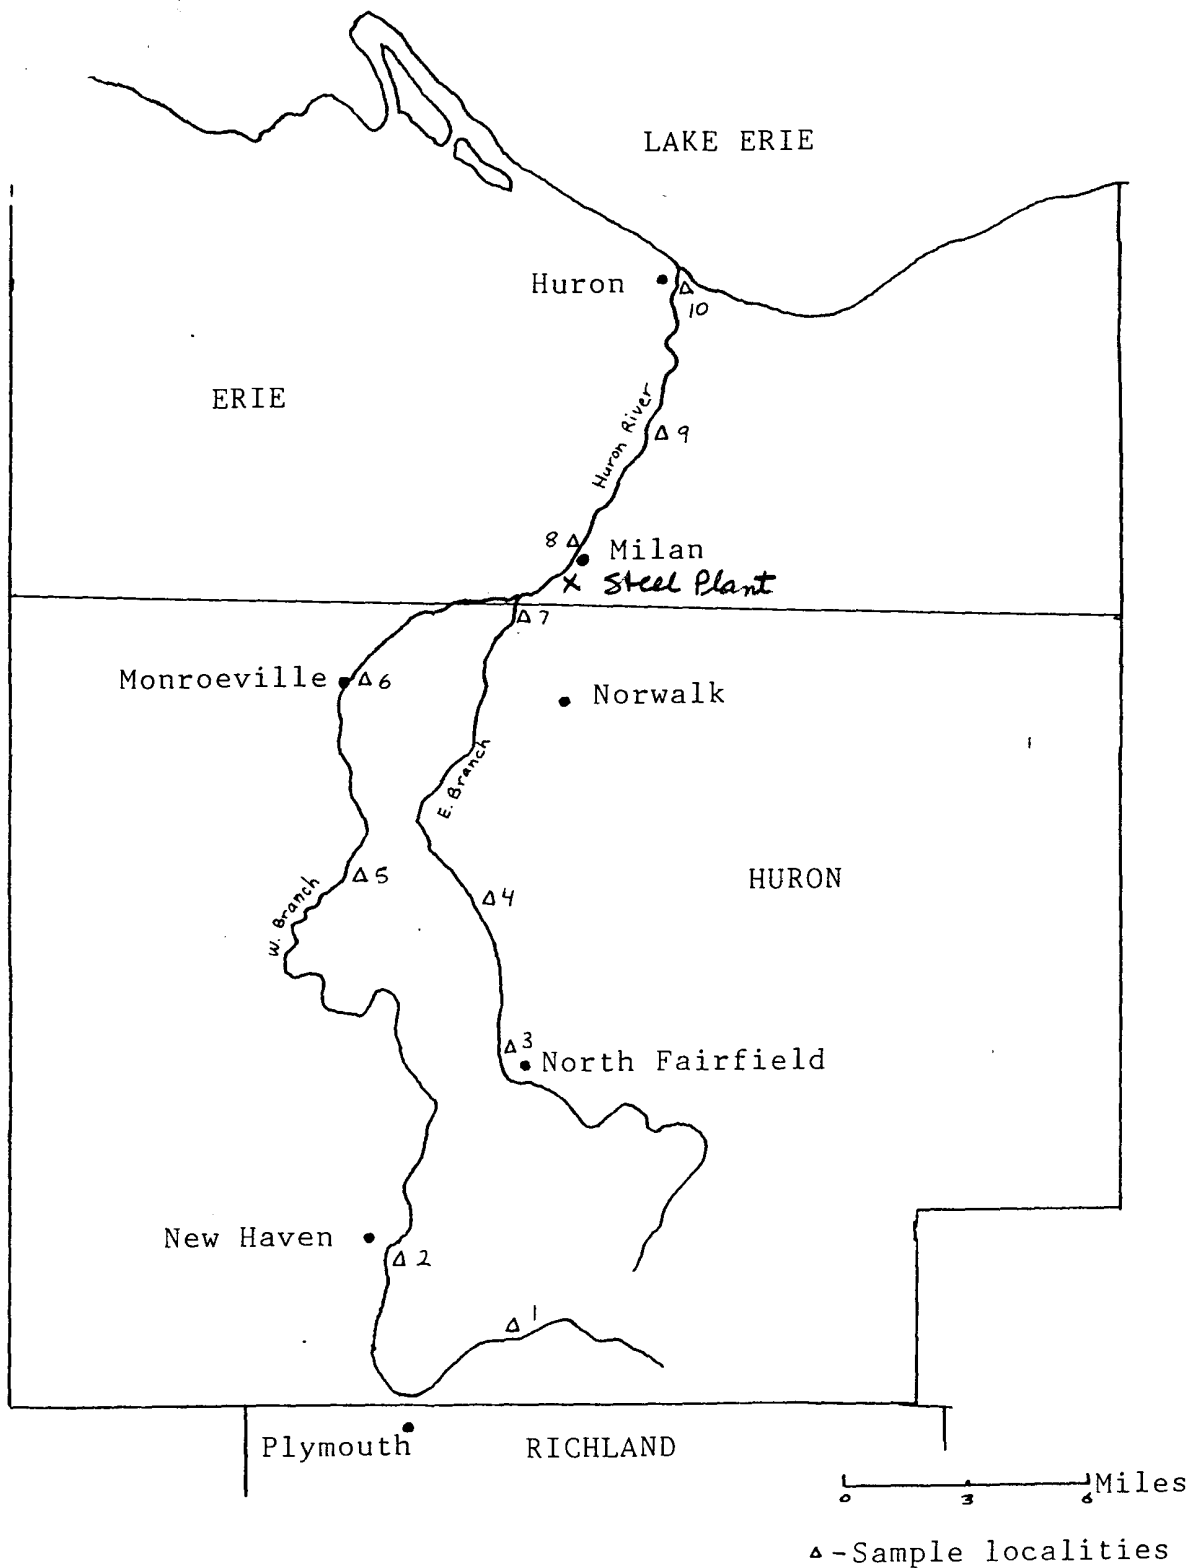 LAKE ERIE
Huron
10
ERIE
Huron River
9
8
Milan
x Steel Plant
7
Monroeville
6
Norwalk
E. Branch
5
4
HURON
W. Branch
3
North Fairfield
New Haven
2
1
Plymouth
RICHLAND
Miles
0 3 6
Δ -Sample localities